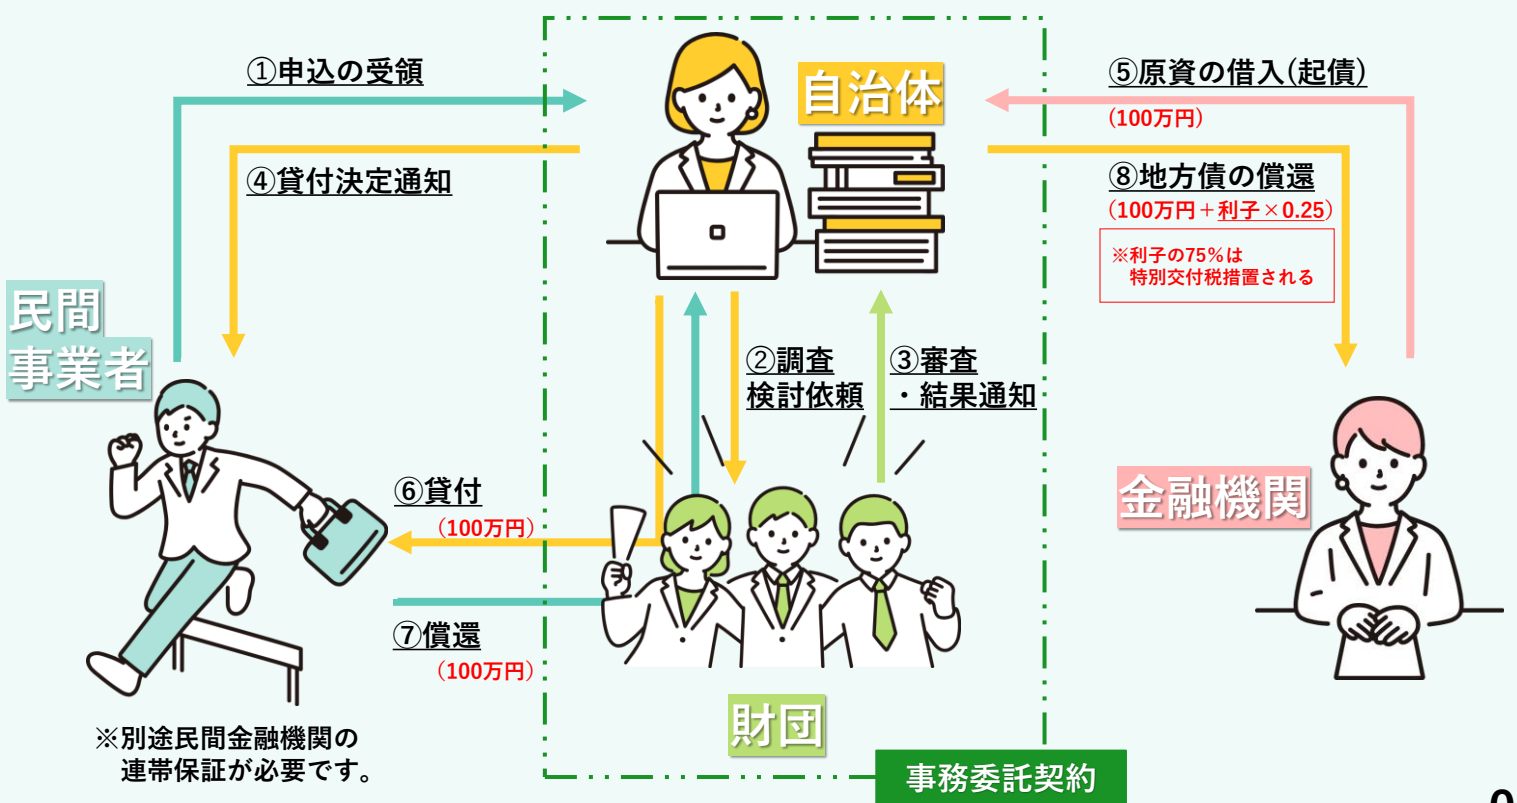 ①申込の受領
自治体
⑤原資の借入(起債)
(100万円)
④貸付決定通知
⑧地方債の償還
(100万円＋利子×0.25)
※利子の75%は
特別交付税措置される
民間
事業者
②調査
検討依頼
③審査
・結果通知
⑥貸付
(100万円)
金融機関
⑦償還
(100万円)
財団
※別途民間金融機関の
連帯保証が必要です。
事務委託契約